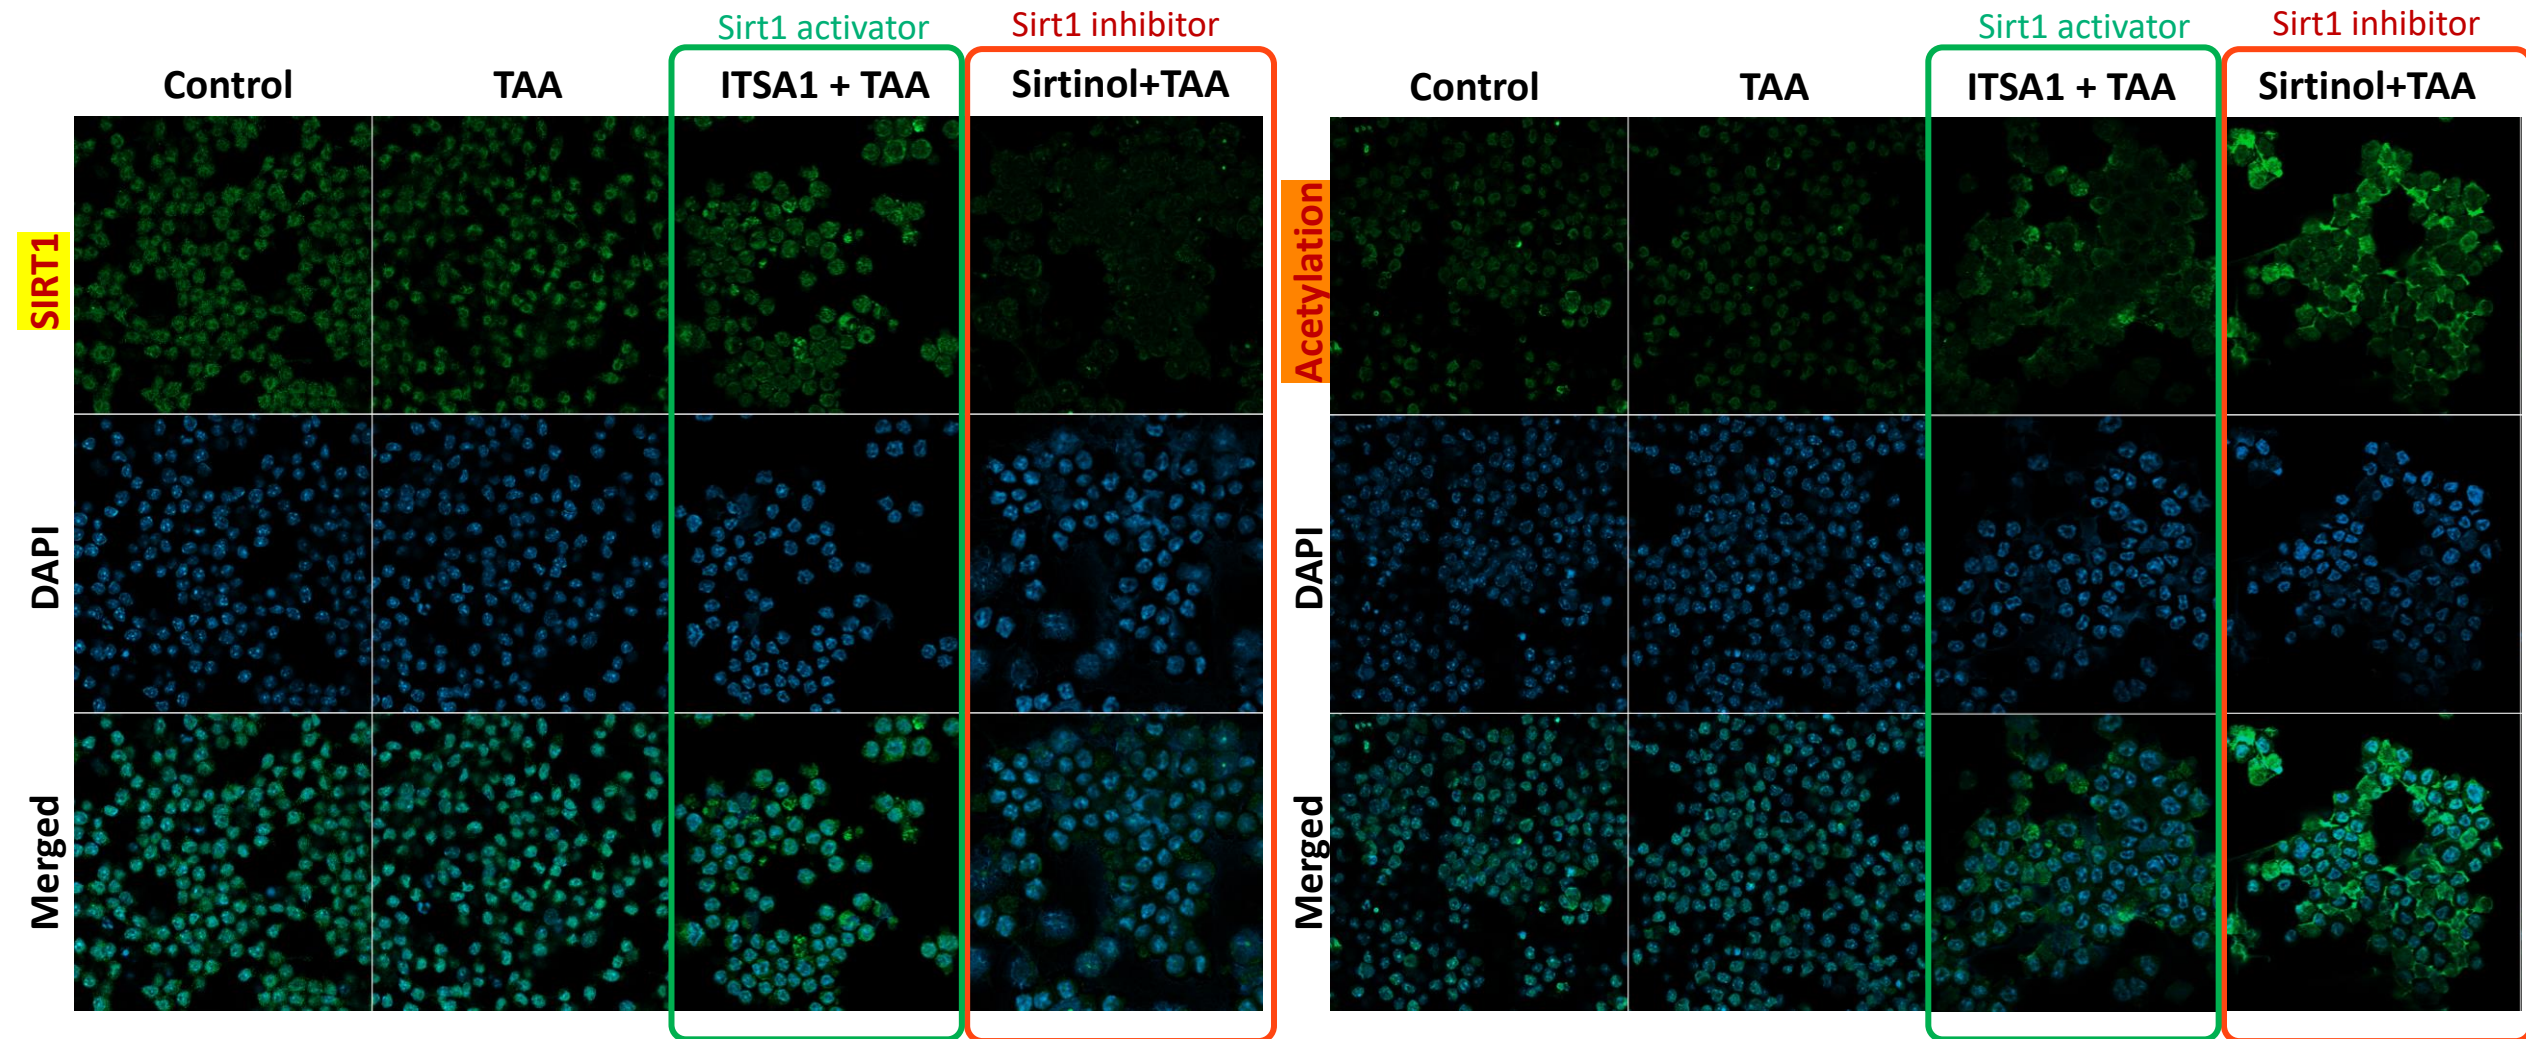 Sirt1 activator Sirt1 inhibitor
Control TAA ITSA1 + TAA Sirtinol+TAA
SIRT1
DAPI
Merged
Sirt1 activator Sirt1 inhibitor
Control TAA ITSA1 + TAA Sirtinol+TAA
Acetylation
DAPI
Merged